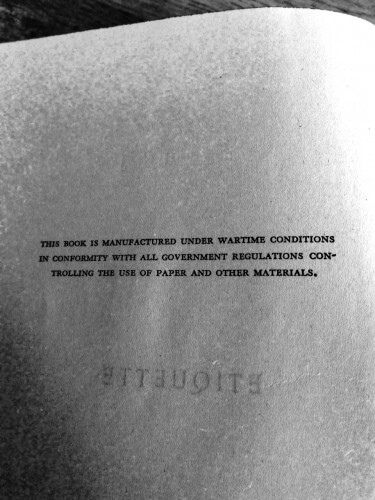 THIS BOOK IS MANUFACTURED UNDER WARTIME CONDITIONS
IN CONFORMITY WITH ALL GOVERNMENT REGULATIONS CON-
TROLLING THE USE OF PAPER AND OTHER MATERIALS.
ETIQUETTE